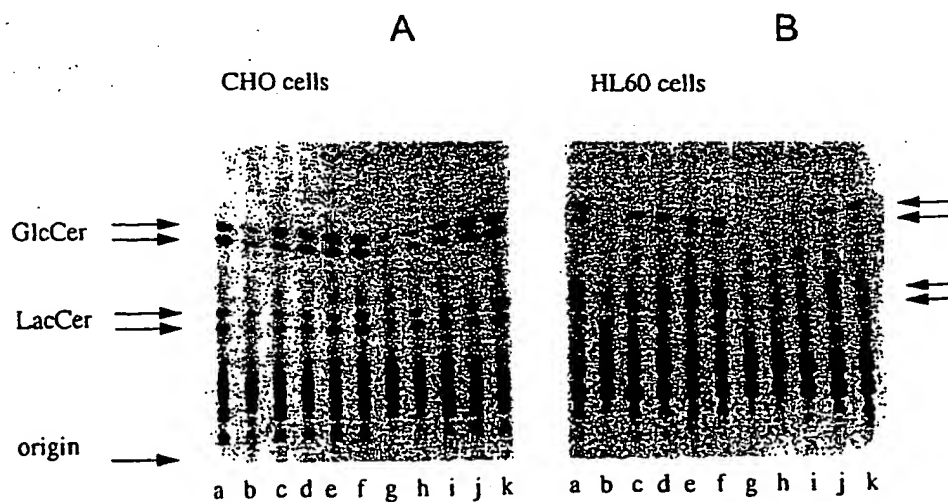 A B
CHO cells HL60 cells
GlcCer
LacCer
origin
a b c d e f g h i j k a b c d e f g h i j k